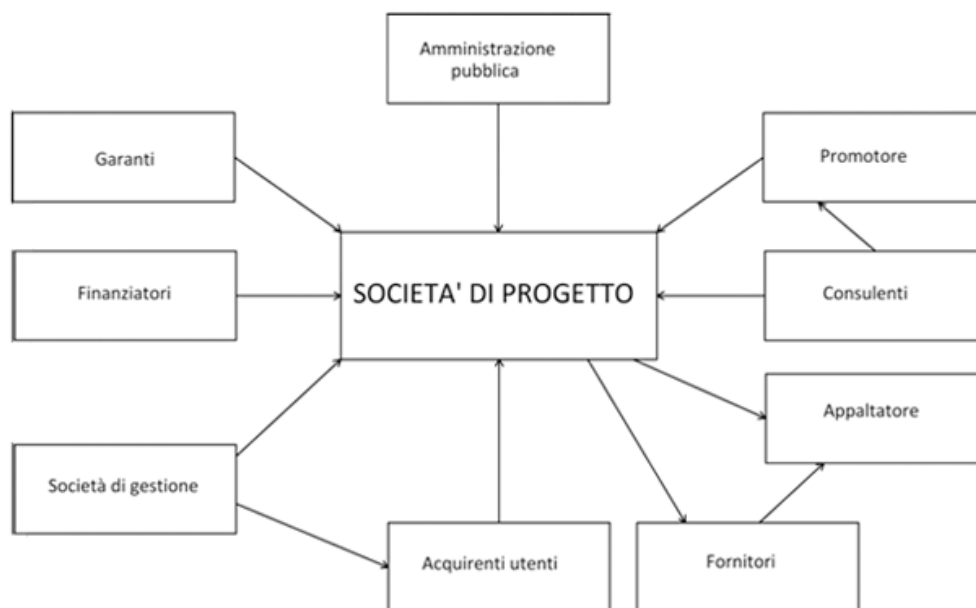 Amministrazione
pubblica
Garanti
Promotore
Finanziatori
SOCIETA' DI PROGETTO
Consulenti
Appaltatore
Società di gestione
Acquirenti utenti
Fornitori